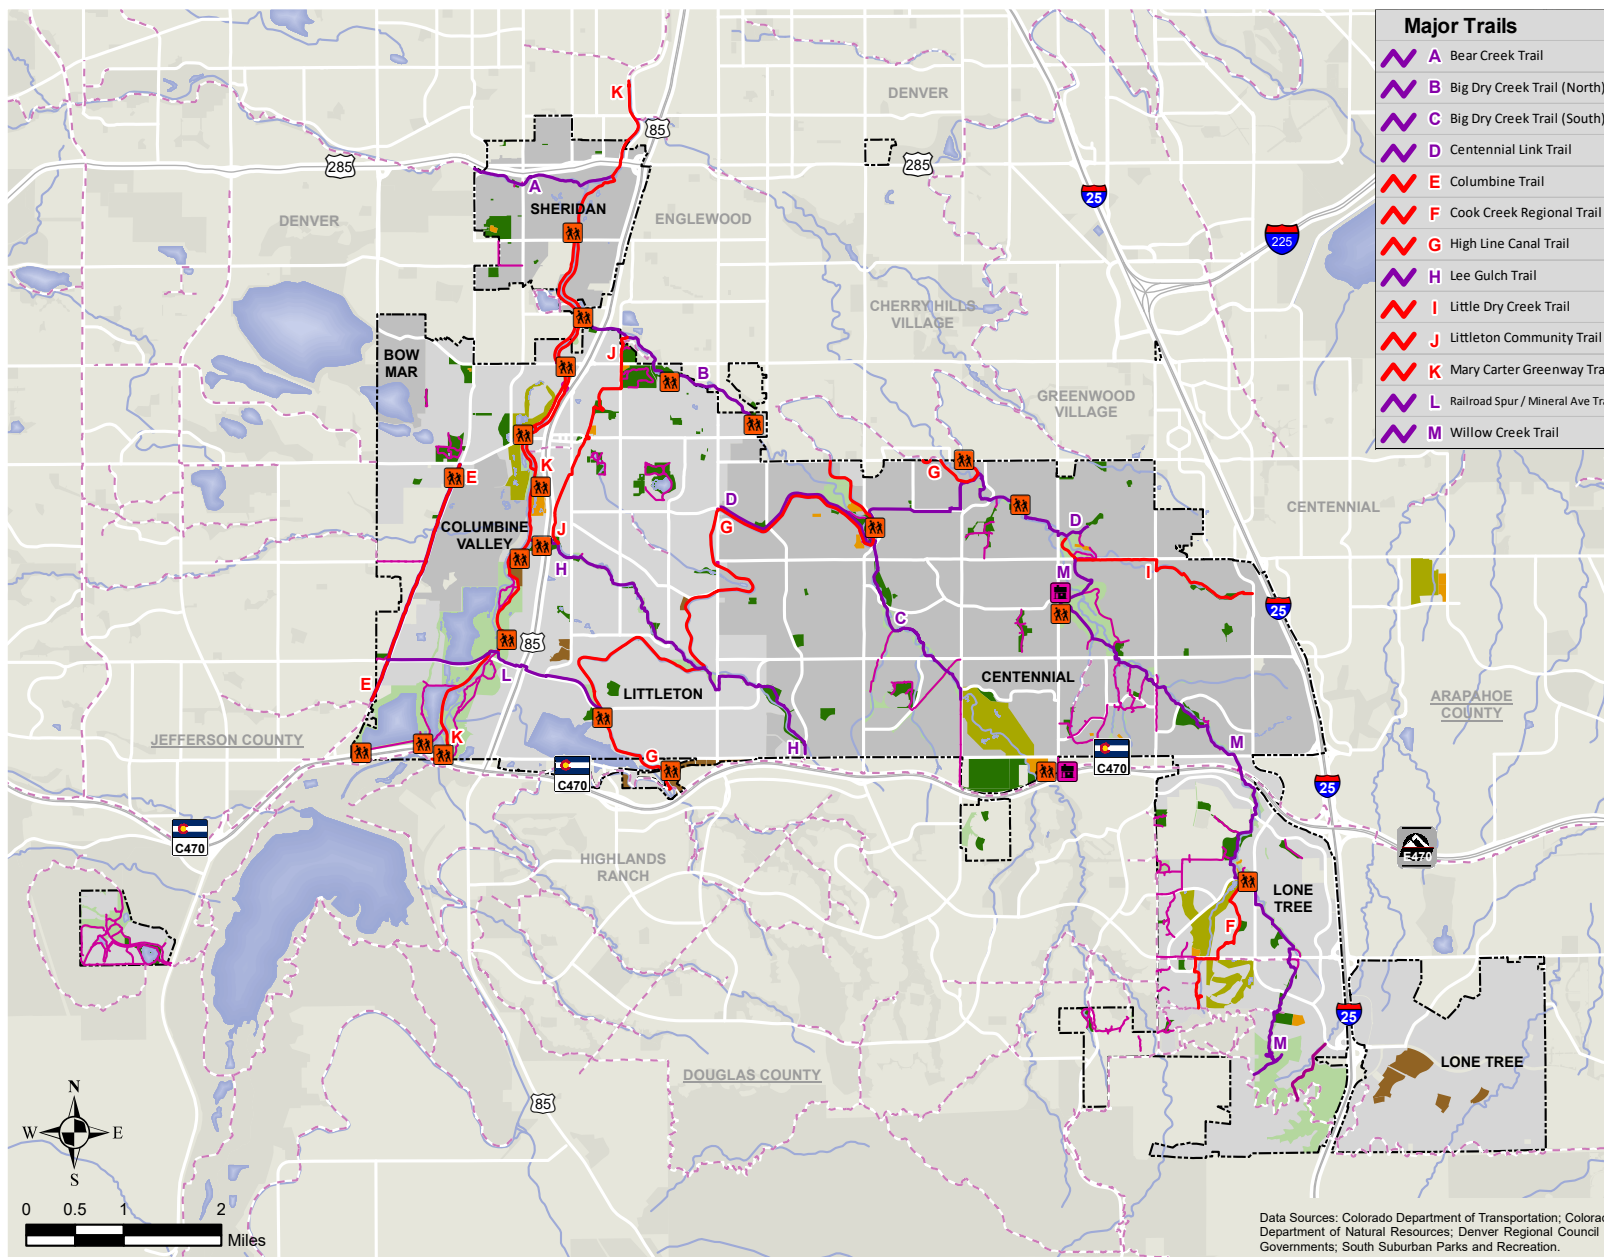 Major Trails
A Bear Creek Trail
B Big Dry Creek Trail (North)
C Big Dry Creek Trail (South)
D Centennial Link Trail
E Columbine Trail
F Cook Creek Regional Trail
G High Line Canal Trail
H Lee Gulch Trail
I Little Dry Creek Trail
J Littleton Community Trail
K Mary Carter Greenway Tra
L Railroad Spur / Mineral Ave Tra
M Willow Creek Trail
K
DENVER
85
285
285
A
25
SHERIDAN
DENVER
ENGLEWOOD
225
CHERRY HILLS
VILLAGE
BOW
MAR
J
B
GREENWOOD
VILLAGE
K
G
E
D
CENTENNIAL
G
COLUMBINE
VALLEY
J
D
H
M
I
25
C
85
L
E
LITTLETON
CENTENNIAL
ARAPAHOE
COUNTY
JEFFERSON COUNTY
K
H
M
G
C470
C470
25
C470
E470
HIGHLANDS
RANCH
LONE
TREE
F
25
M
LONE TREE
DOUGLAS COUNTY
85
N
W
E
S
0 0.5 1 2
Miles
Data Sources: Colorado Department of Transportation; Colora
Department of Natural Resources; Denver Regional Council
Governments; South Suburban Parks and Recreation.